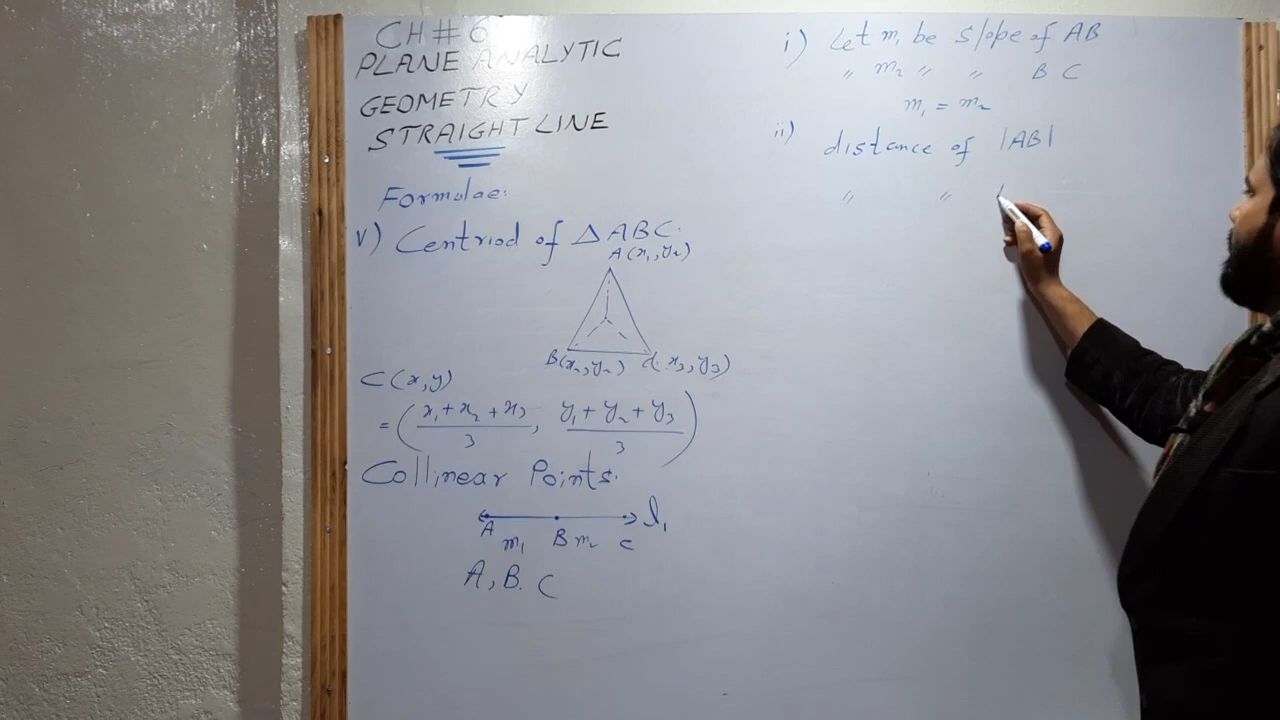 CH # 6
PLANE ANALYTIC
GEOMETRY
STRAIGHT LINE
Formulae:
v) Centriod of Δ ABC.
A(x₁, y₂)
B(x₂, y₂) C(x₃, y₃)
C(x, y)
= ( x₁ + x₂ + x₃ / 3 , y₁ + y₂ + y₃ / 3 )
Collinear Points.
A m₁ B m₂ C l₁
A, B. C
i) Let m₁ be slope of AB
〃 m₂ 〃 〃 BC
m₁ = m₂
ii) distance of |AB|
〃 〃 |